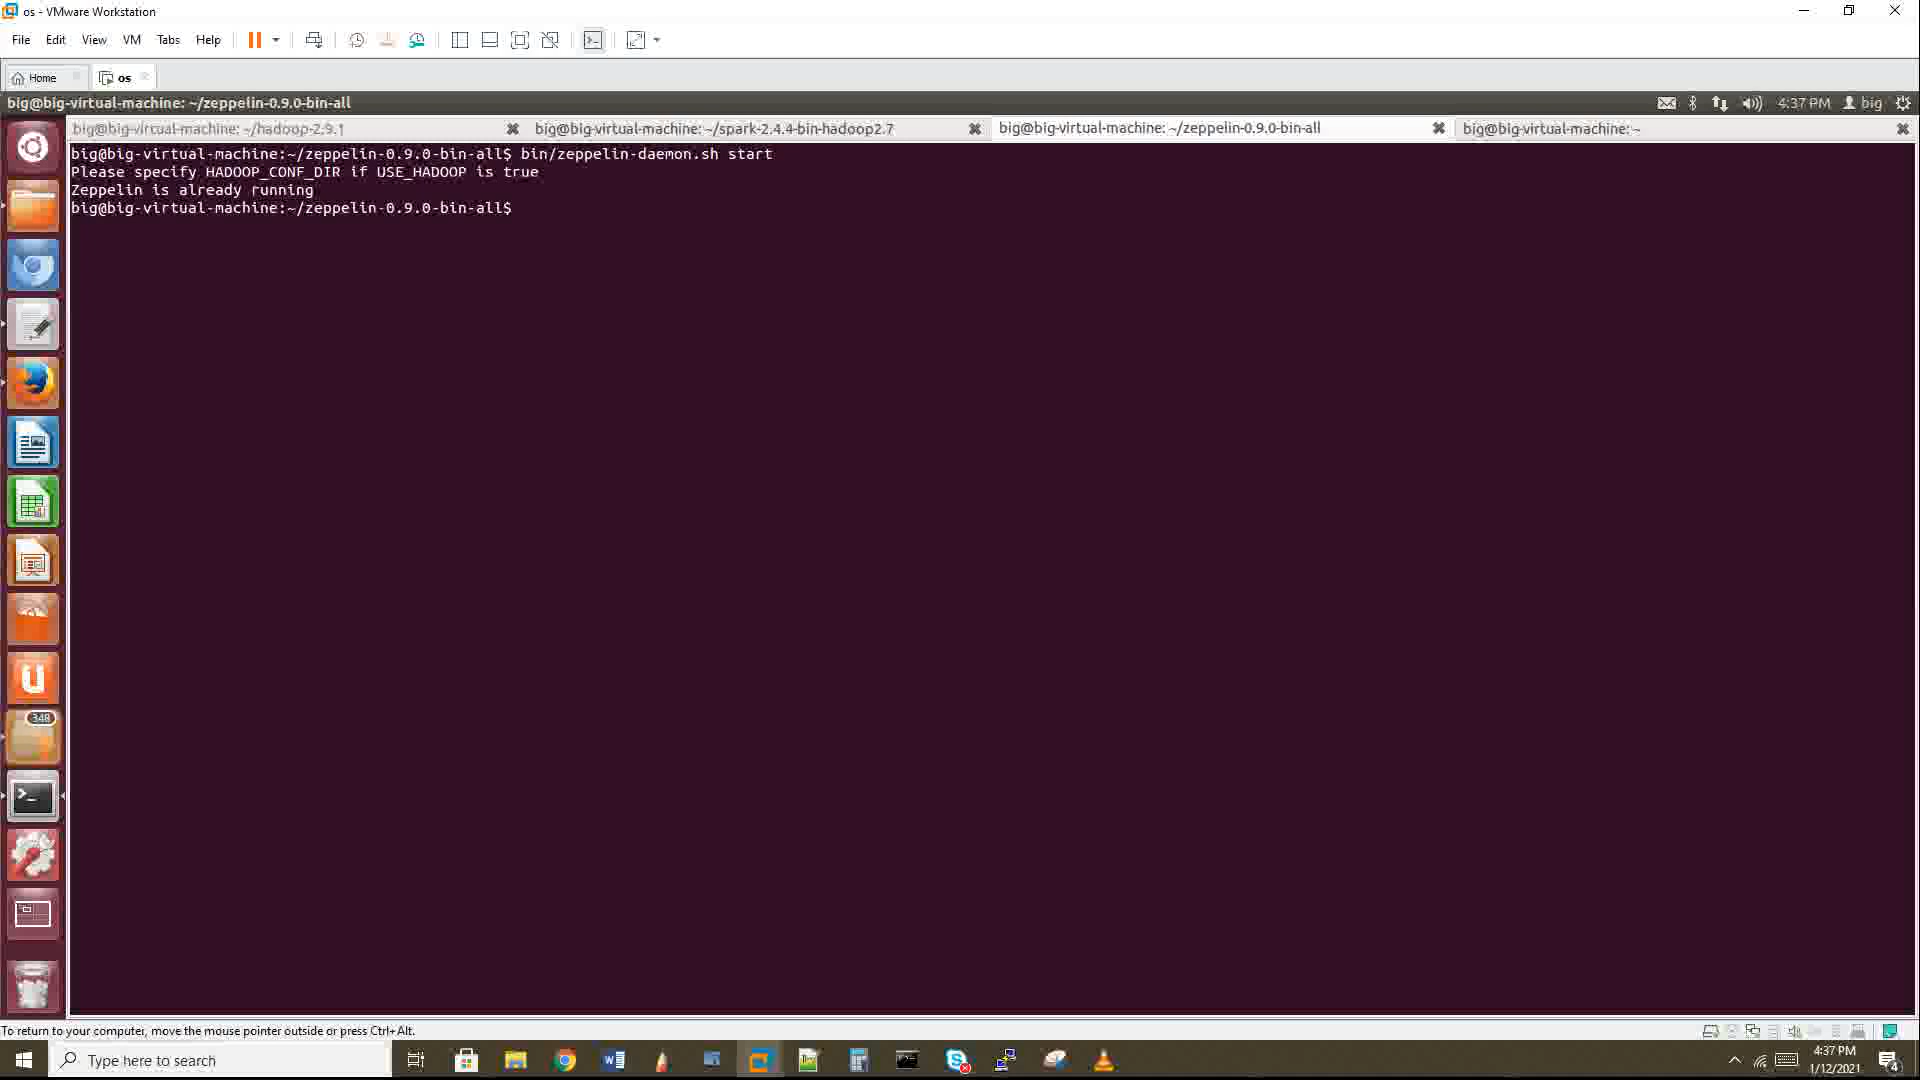 os - VMware Workstation
File Edit View VM Tabs Help
Home os
big@big-virtual-machine: ~/zeppelin-0.9.0-bin-all 4:37 PM big
big@big-virtual-machine: ~/hadoop-2.9.1 big@big-virtual-machine: ~/spark-2.4.4-bin-hadoop2.7 big@big-virtual-machine: ~/zeppelin-0.9.0-bin-all big@big-virtual-machine: ~
big@big-virtual-machine:~/zeppelin-0.9.0-bin-all$ bin/zeppelin-daemon.sh start
Please specify HADOOP_CONF_DIR if USE_HADOOP is true
Zeppelin is already running
big@big-virtual-machine:~/zeppelin-0.9.0-bin-all$
348
To return to your computer, move the mouse pointer outside or press Ctrl+Alt.
Type here to search
4:37 PM
1/12/2021
4